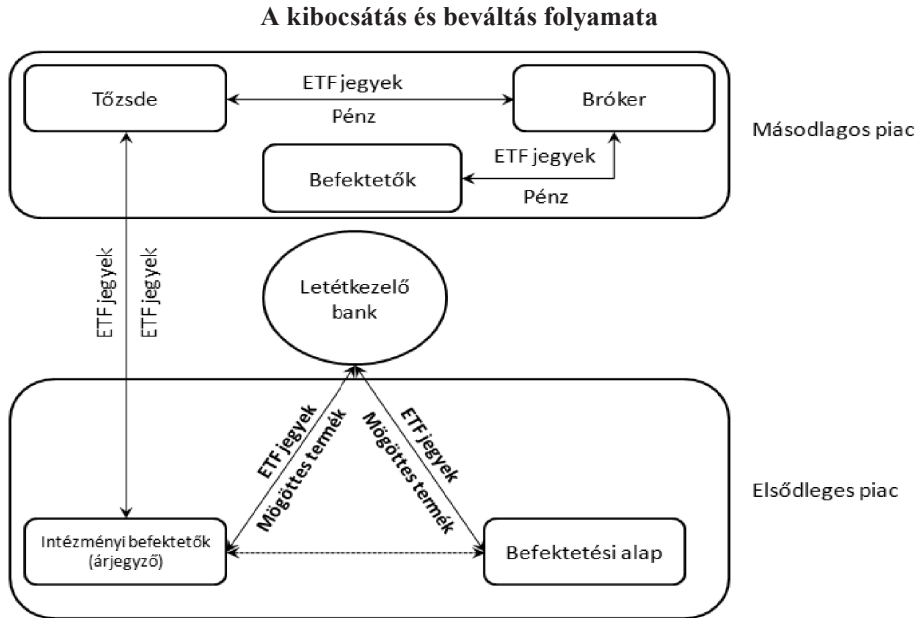 A kibocsátás és beváltás folyamata
Tőzsde
ETF jegyek
Pénz
Bróker
Másodlagos piac
Befektetők
ETF jegyek
Pénz
ETF jegyek
ETF jegyek
Letétkezelő
bank
ETF jegyek
Mögöttes termék
ETF jegyek
Mögöttes termék
Elsődleges piac
Intézményi befektetők
(árjegyző)
Befektetési alap